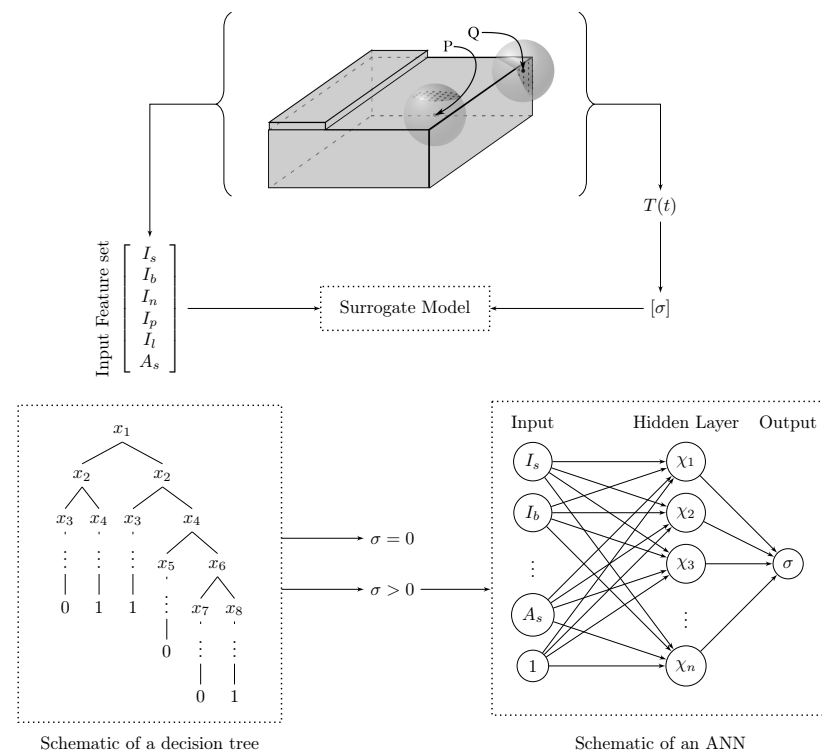 Q
P
T(t)
Input Feature set
I_s
I_b
I_n
I_p
I_l
A_s
Surrogate Model
[σ]
x_1
x_2 x_2
x_3 x_4 x_3 x_4
⋮ ⋮ ⋮ x_5 x_6
0 1 1 ⋮ x_7 x_8
0 ⋮ ⋮
0 1
σ = 0
σ > 0
Input Hidden Layer Output
I_s χ_1
I_b χ_2
⋮ χ_3 σ
A_s ⋮
1 χ_n
Schematic of a decision tree
Schematic of an ANN